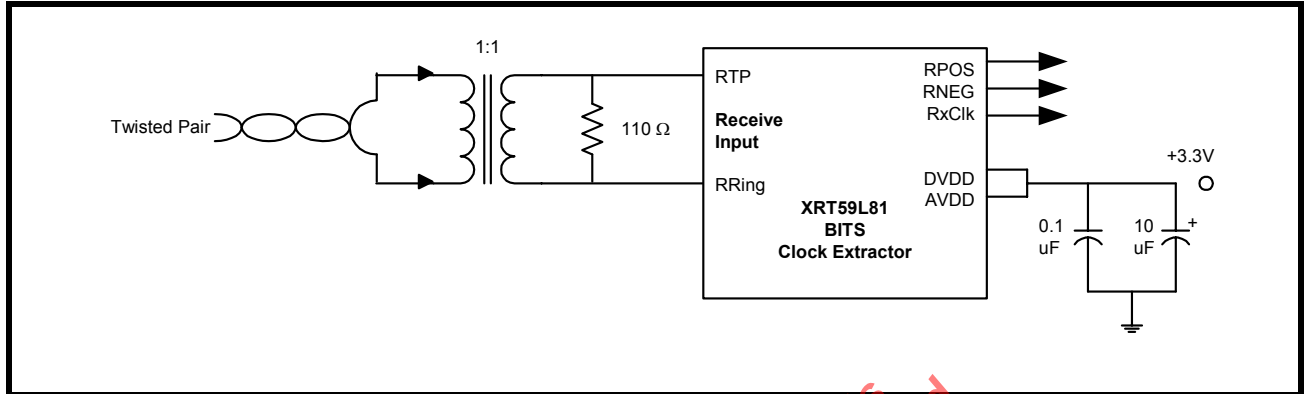 1:1
Twisted Pair
110 Ω
RTP
Receive
Input
RRing
XRT59L81
BITS
Clock Extractor
RPOS
RNEG
RxClk
DVDD
AVDD
+3.3V
0.1
uF
10
uF
+